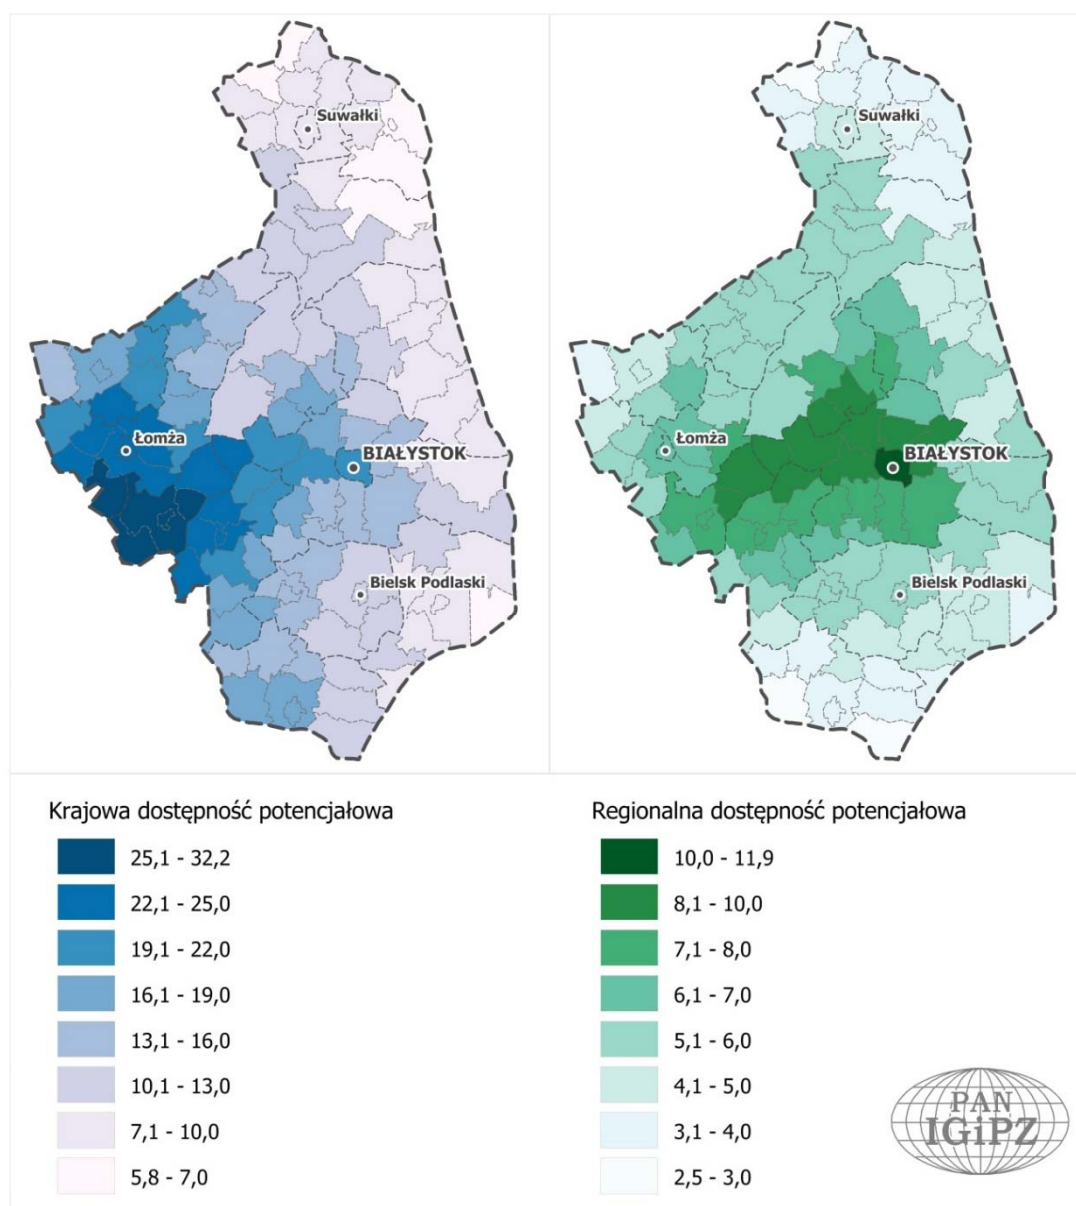 Suwałki
Łomża
BIAŁYSTOK
Bielsk Podlaski
Suwałki
Łomża
BIAŁYSTOK
Bielsk Podlaski
Krajowa dostępność potencjałowa
25,1 - 32,2
22,1 - 25,0
19,1 - 22,0
16,1 - 19,0
13,1 - 16,0
10,1 - 13,0
7,1 - 10,0
5,8 - 7,0
Regionalna dostępność potencjałowa
10,0 - 11,9
8,1 - 10,0
7,1 - 8,0
6,1 - 7,0
5,1 - 6,0
4,1 - 5,0
3,1 - 4,0
2,5 - 3,0
PAN
IGiPZ